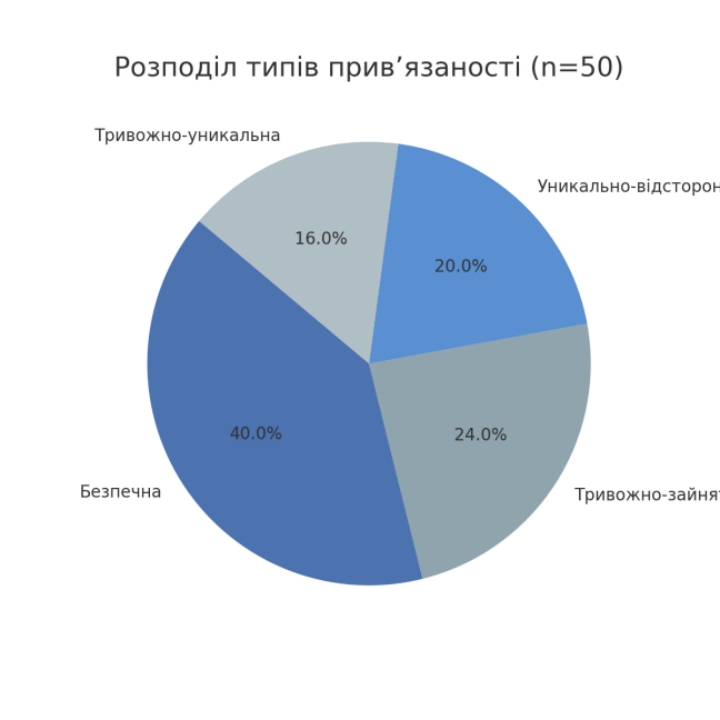 Розподіл типів прив’язаності (n=50)
Тривожно-уникальна
Уникально-відсторон
16.0%
20.0%
40.0%
24.0%
Безпечна
Тривожно-зайня